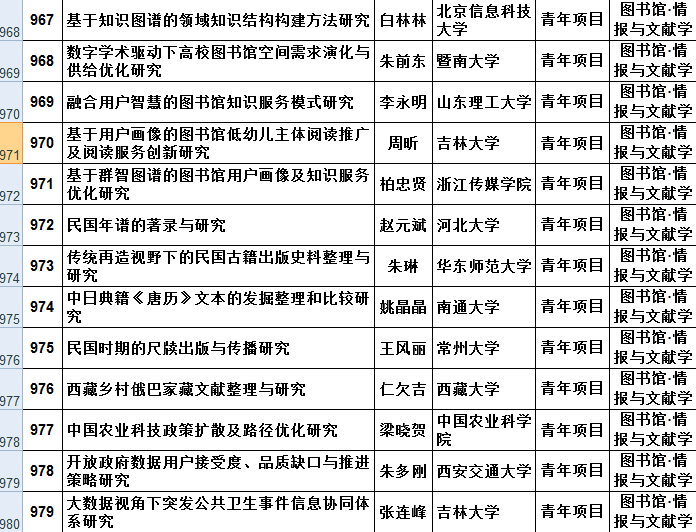 968 967 基于知识图谱的领域知识结构构建方法研究 白林林 北京信息科技大学 青年项目 图书馆·情报与文献学
969 968 数字学术驱动下高校图书馆空间需求演化与供给优化研究 朱前东 暨南大学 青年项目 图书馆·情报与文献学
970 969 融合用户智慧的图书馆知识服务模式研究 李永明 山东理工大学 青年项目 图书馆·情报与文献学
971 970 基于用户画像的图书馆低幼儿主体阅读推广及阅读服务创新研究 周昕 吉林大学 青年项目 图书馆·情报与文献学
972 971 基于群智图谱的图书馆用户画像及知识服务优化研究 柏忠贤 浙江传媒学院 青年项目 图书馆·情报与文献学
973 972 民国年谱的著录与研究 赵元斌 河北大学 青年项目 图书馆·情报与文献学
974 973 传统再造视野下的民国古籍出版史料整理与研究 朱琳 华东师范大学 青年项目 图书馆·情报与文献学
975 974 中日典籍《唐历》文本的发掘整理和比较研究 姚晶晶 南通大学 青年项目 图书馆·情报与文献学
976 975 民国时期的尺牍出版与传播研究 王风丽 常州大学 青年项目 图书馆·情报与文献学
977 976 西藏乡村俄巴家藏文献整理与研究 仁欠吉 西藏大学 青年项目 图书馆·情报与文献学
978 977 中国农业科技政策扩散及路径优化研究 梁晓贺 中国农业科学院 青年项目 图书馆·情报与文献学
979 978 开放政府数据用户接受度、品质缺口与推进策略研究 朱多刚 西安交通大学 青年项目 图书馆·情报与文献学
980 979 大数据视角下突发公共卫生事件信息协同体系研究 张连峰 吉林大学 青年项目 图书馆·情报与文献学